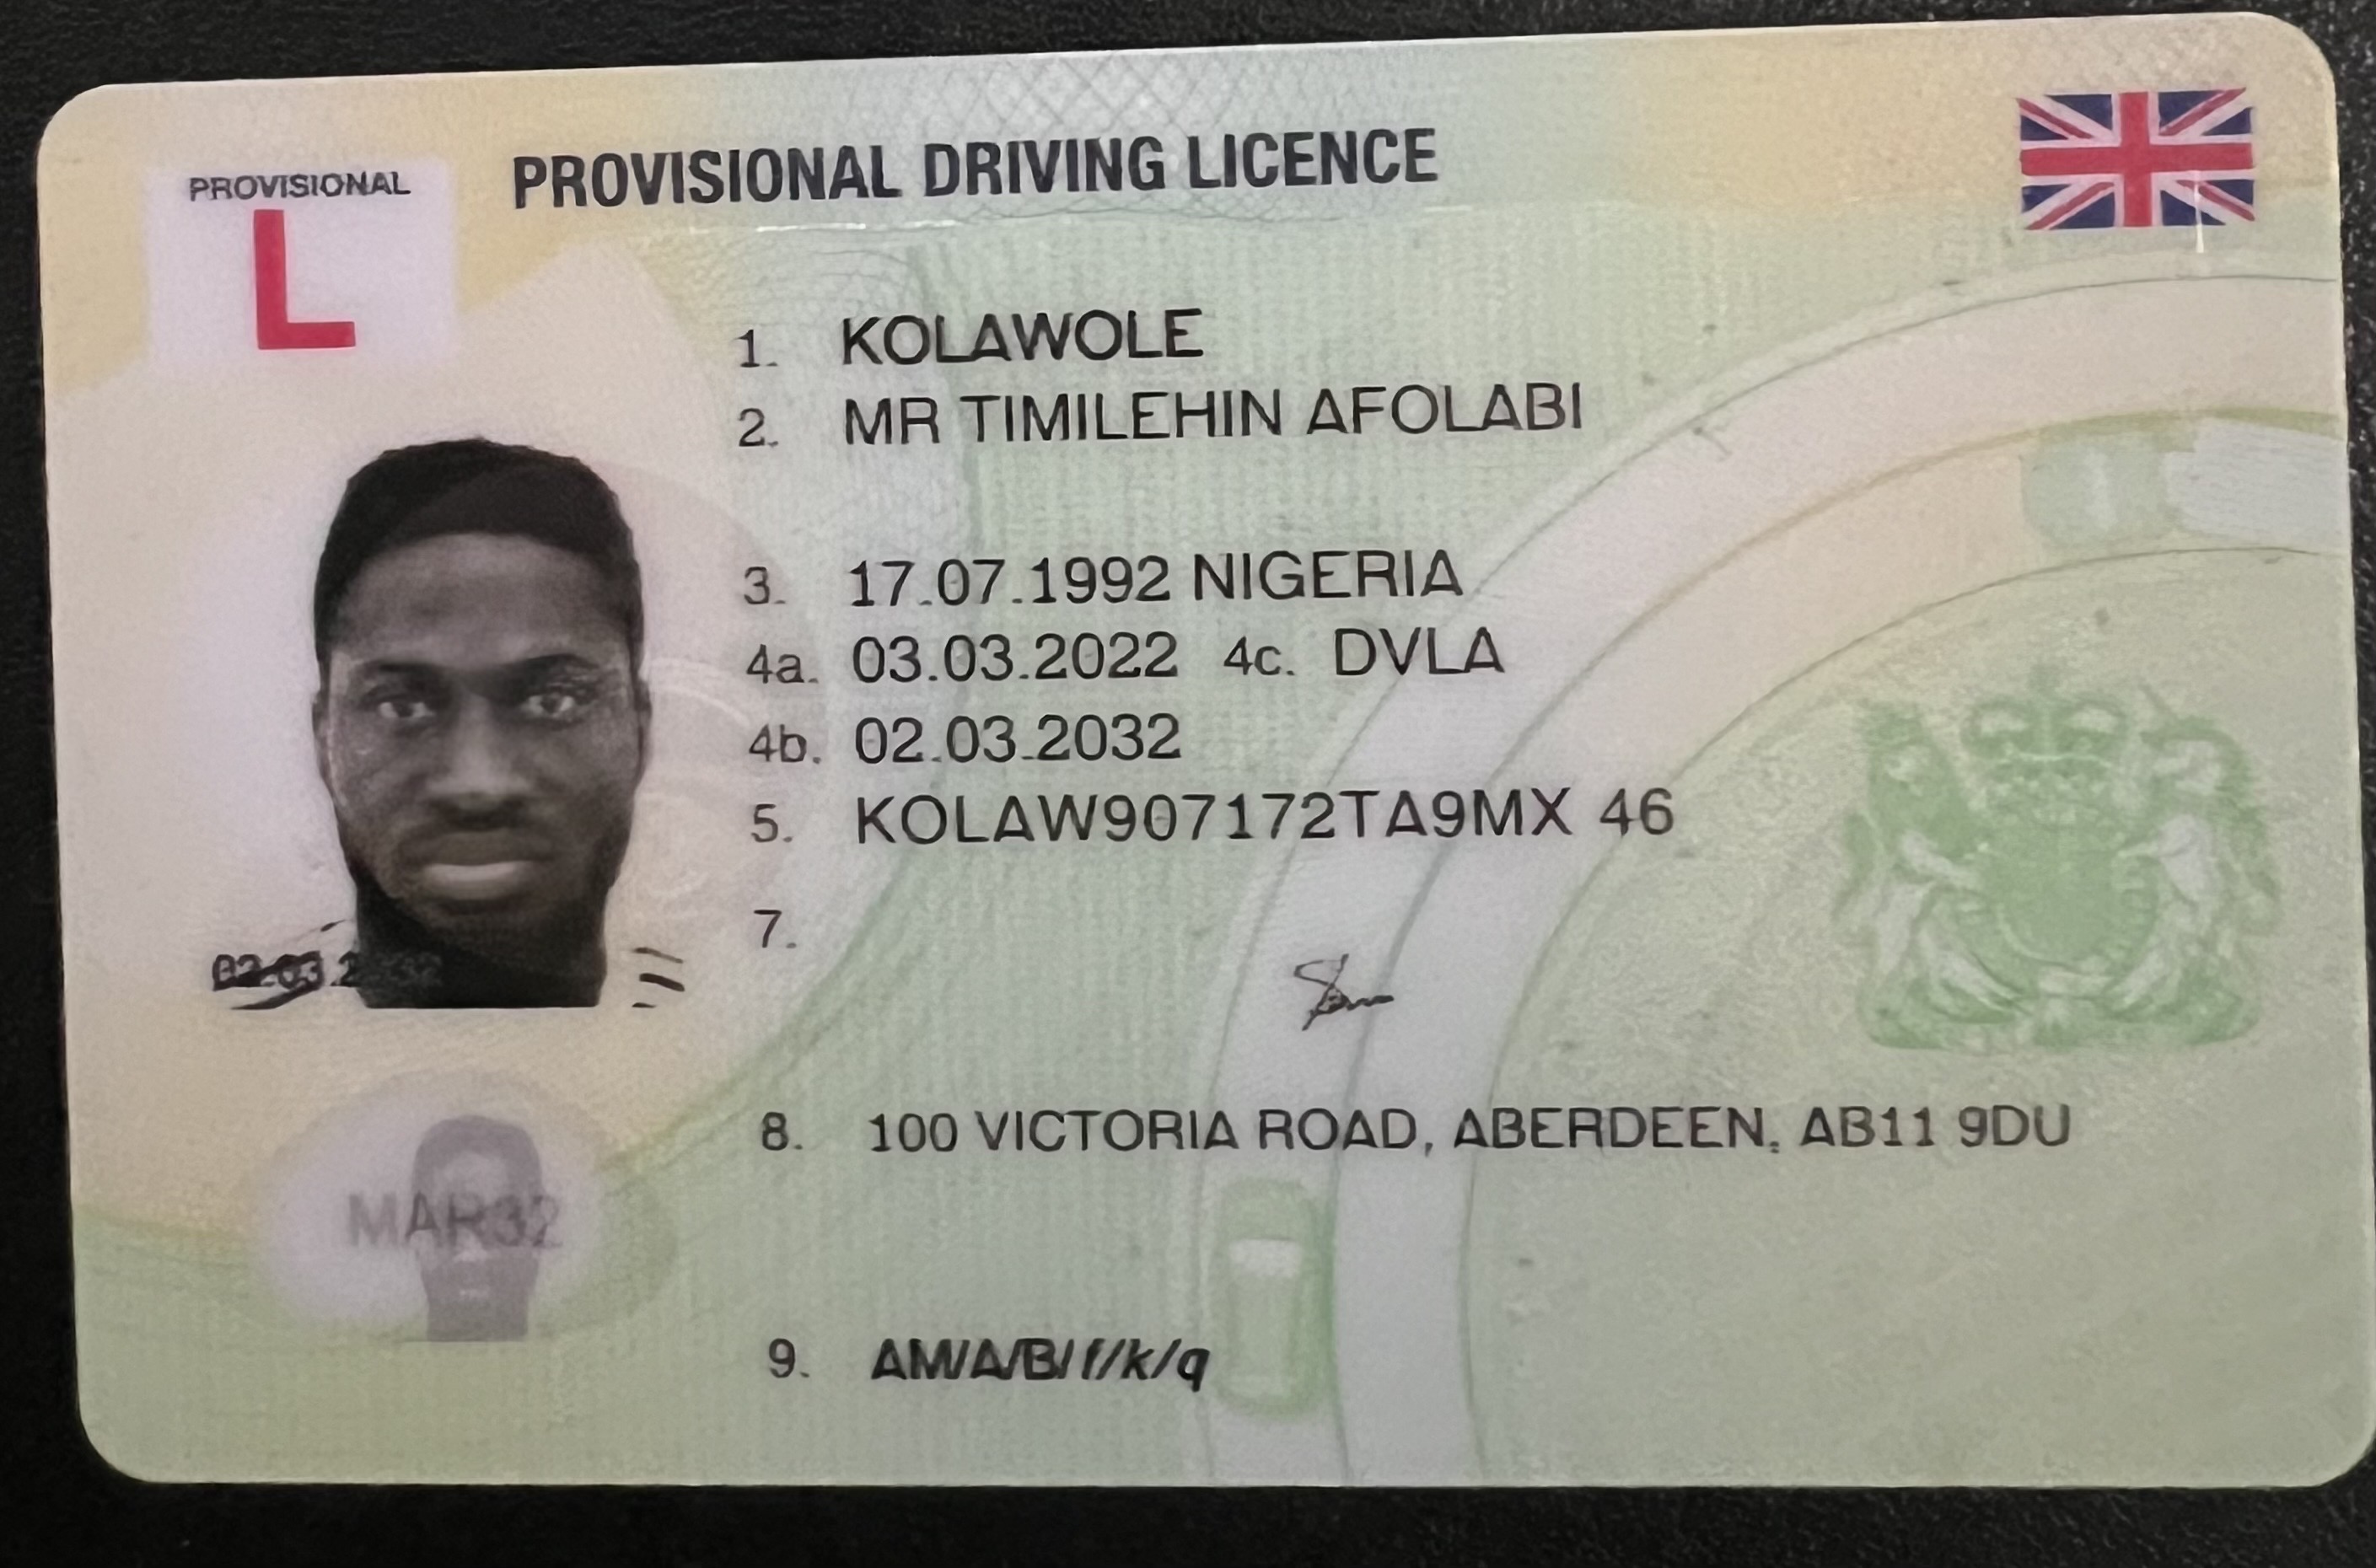 PROVISIONAL
L
PROVISIONAL DRIVING LICENCE
1. KOLAWOLE
2. MR TIMILEHIN AFOLABI
3. 17.07.1992 NIGERIA
4a. 03.03.2022 4c. DVLA
4b. 02.03.2032
5. KOLAW907172TA9MX 46
7.
02.03.2032
8. 100 VICTORIA ROAD, ABERDEEN, AB11 9DU
MAR32
9. AM/A/B/f/k/q